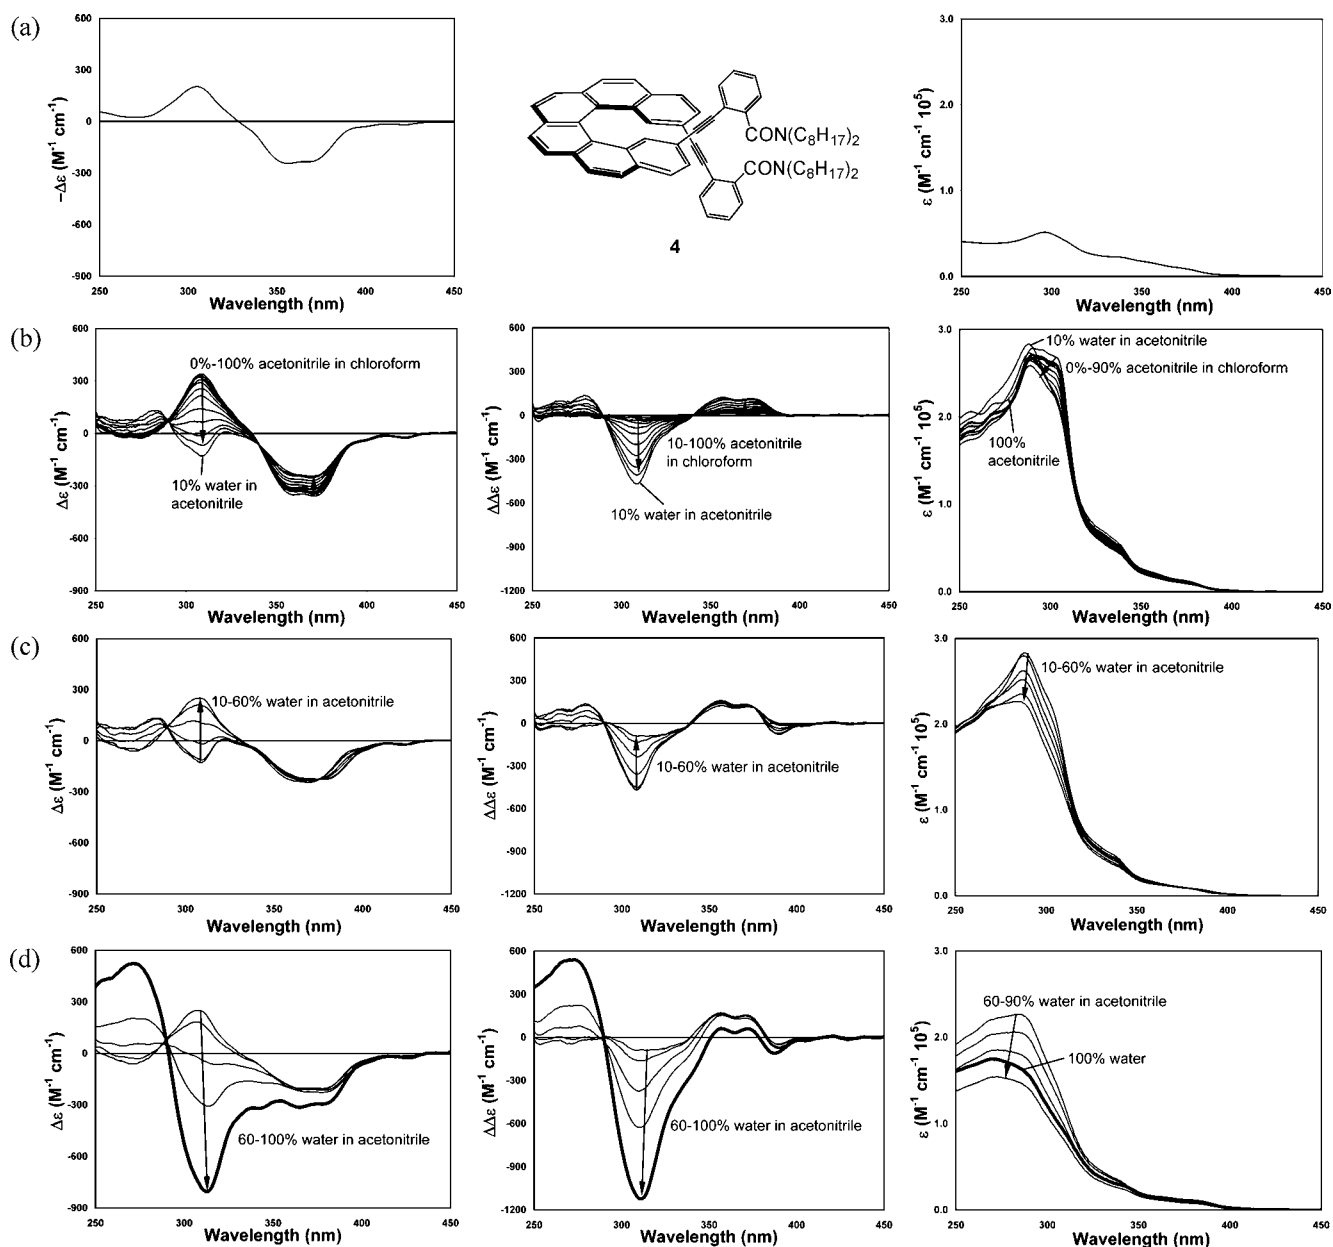 (a)
600
300
0
-300
-600
-900
250 300 350 400 450
Wavelength (nm)
−Δε (M⁻¹ cm⁻¹)
CON(C₈H₁₇)₂
CON(C₈H₁₇)₂
4
3.0
2.0
1.0
0.0
250 300 350 400 450
Wavelength (nm)
ε (M⁻¹ cm⁻¹ 10⁵)
(b)
600
300
0
-300
-600
-900
250 300 350 400 450
Wavelength (nm)
Δε (M⁻¹ cm⁻¹)
0%-100% acetonitrile in chloroform
10% water in
acetonitrile
600
300
0
-300
-600
-900
-1200
250 300 350 400 450
Wavelength (nm)
ΔΔε (M⁻¹ cm⁻¹)
10-100% acetonitrile
in chloroform
10% water in acetonitrile
3.0
2.0
1.0
0.0
250 300 350 400 450
Wavelength (nm)
ε (M⁻¹ cm⁻¹ 10⁵)
10% water in acetonitrile
0%-90% acetonitrile in chloroform
100%
acetonitrile
(c)
600
300
0
-300
-600
-900
250 300 350 400 450
Wavelength (nm)
Δε (M⁻¹ cm⁻¹)
10-60% water in acetonitrile
600
300
0
-300
-600
-900
-1200
250 300 350 400 450
Wavelength (nm)
ΔΔε (M⁻¹ cm⁻¹)
10-60% water in acetonitrile
3.0
2.0
1.0
0.0
250 300 350 400 450
Wavelength (nm)
ε (M⁻¹ cm⁻¹ 10⁵)
10-60% water in acetonitrile
(d)
600
300
0
-300
-600
-900
250 300 350 400 450
Wavelength (nm)
Δε (M⁻¹ cm⁻¹)
60-100% water in acetonitrile
600
300
0
-300
-600
-900
-1200
250 300 350 400 450
Wavelength (nm)
ΔΔε (M⁻¹ cm⁻¹)
60-100% water in acetonitrile
3.0
2.0
1.0
0.0
250 300 350 400 450
Wavelength (nm)
ε (M⁻¹ cm⁻¹ 10⁵)
60-90% water in acetonitrile
100% water